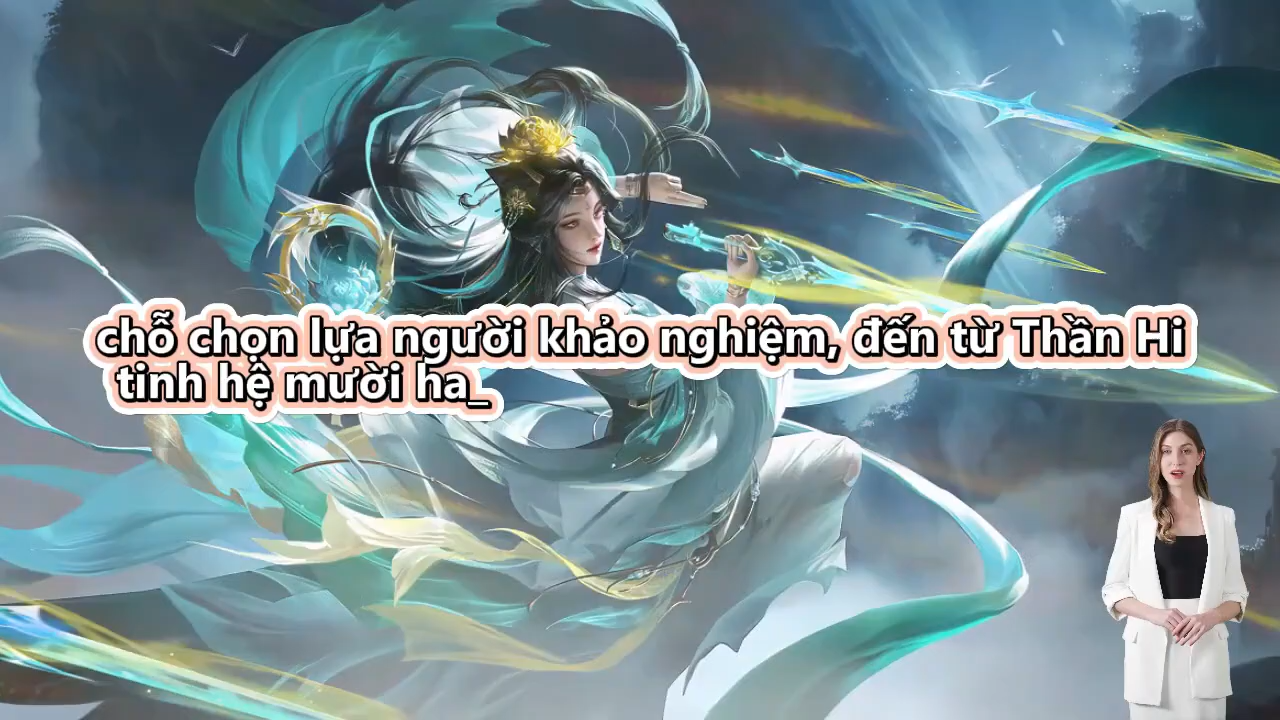 chỗ chọn lựa người khảo nghiệm, đến từ Thần Hi
tinh hệ mười ha_